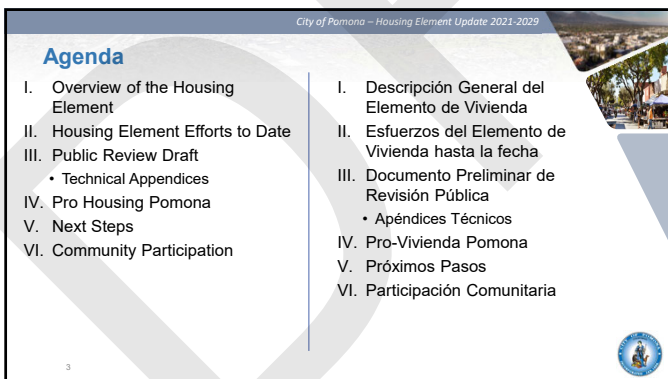 City of Pomona – Housing Element Update 2021-2029
Agenda
I. Overview of the Housing
Element
II. Housing Element Efforts to Date
III. Public Review Draft
• Technical Appendices
IV. Pro Housing Pomona
V. Next Steps
VI. Community Participation
I. Descripción General del
Elemento de Vivienda
II. Esfuerzos del Elemento de
Vivienda hasta la fecha
III. Documento Preliminar de
Revisión Pública
• Apéndices Técnicos
IV. Pro-Vivienda Pomona
V. Próximos Pasos
VI. Participación Comunitaria
3